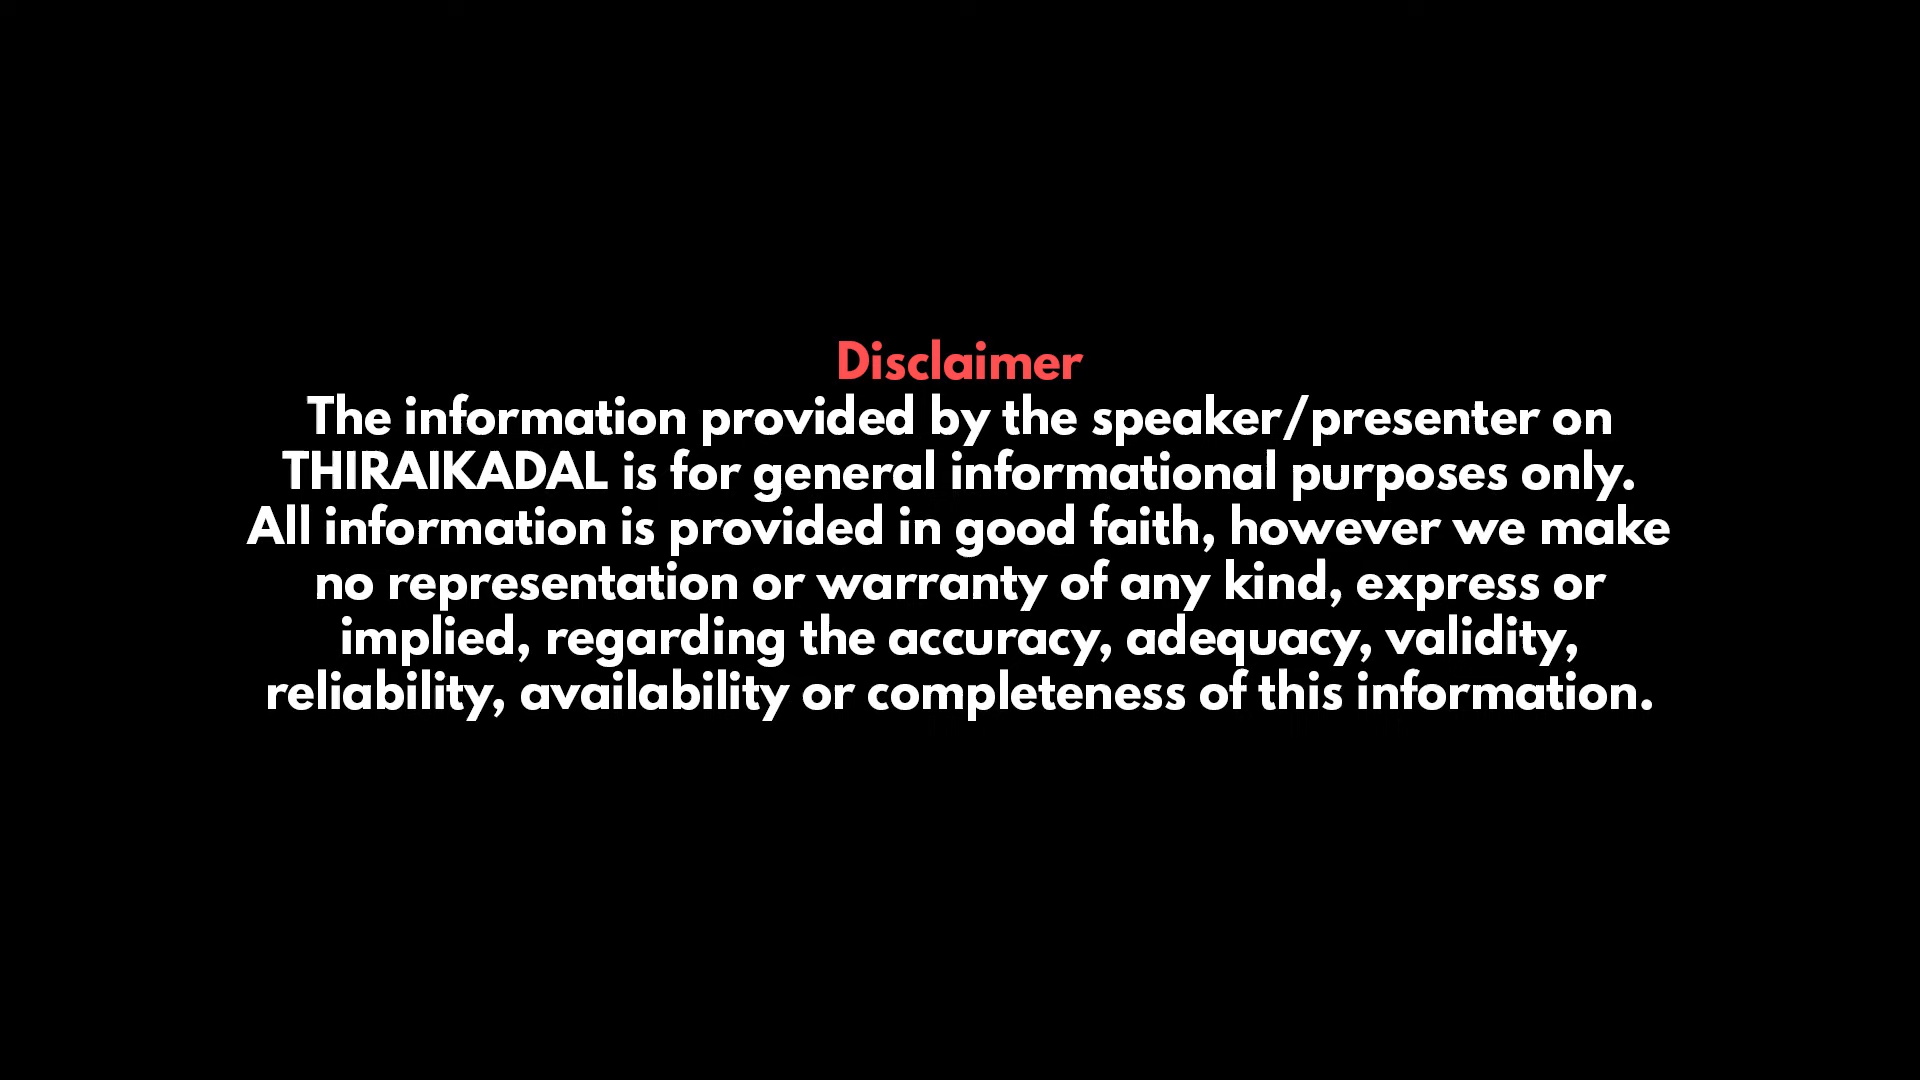 Disclaimer
The information provided by the speaker/presenter on
THIRAIKADAL is for general informational purposes only.
All information is provided in good faith, however we make
no representation or warranty of any kind, express or
implied, regarding the accuracy, adequacy, validity,
reliability, availability or completeness of this information.